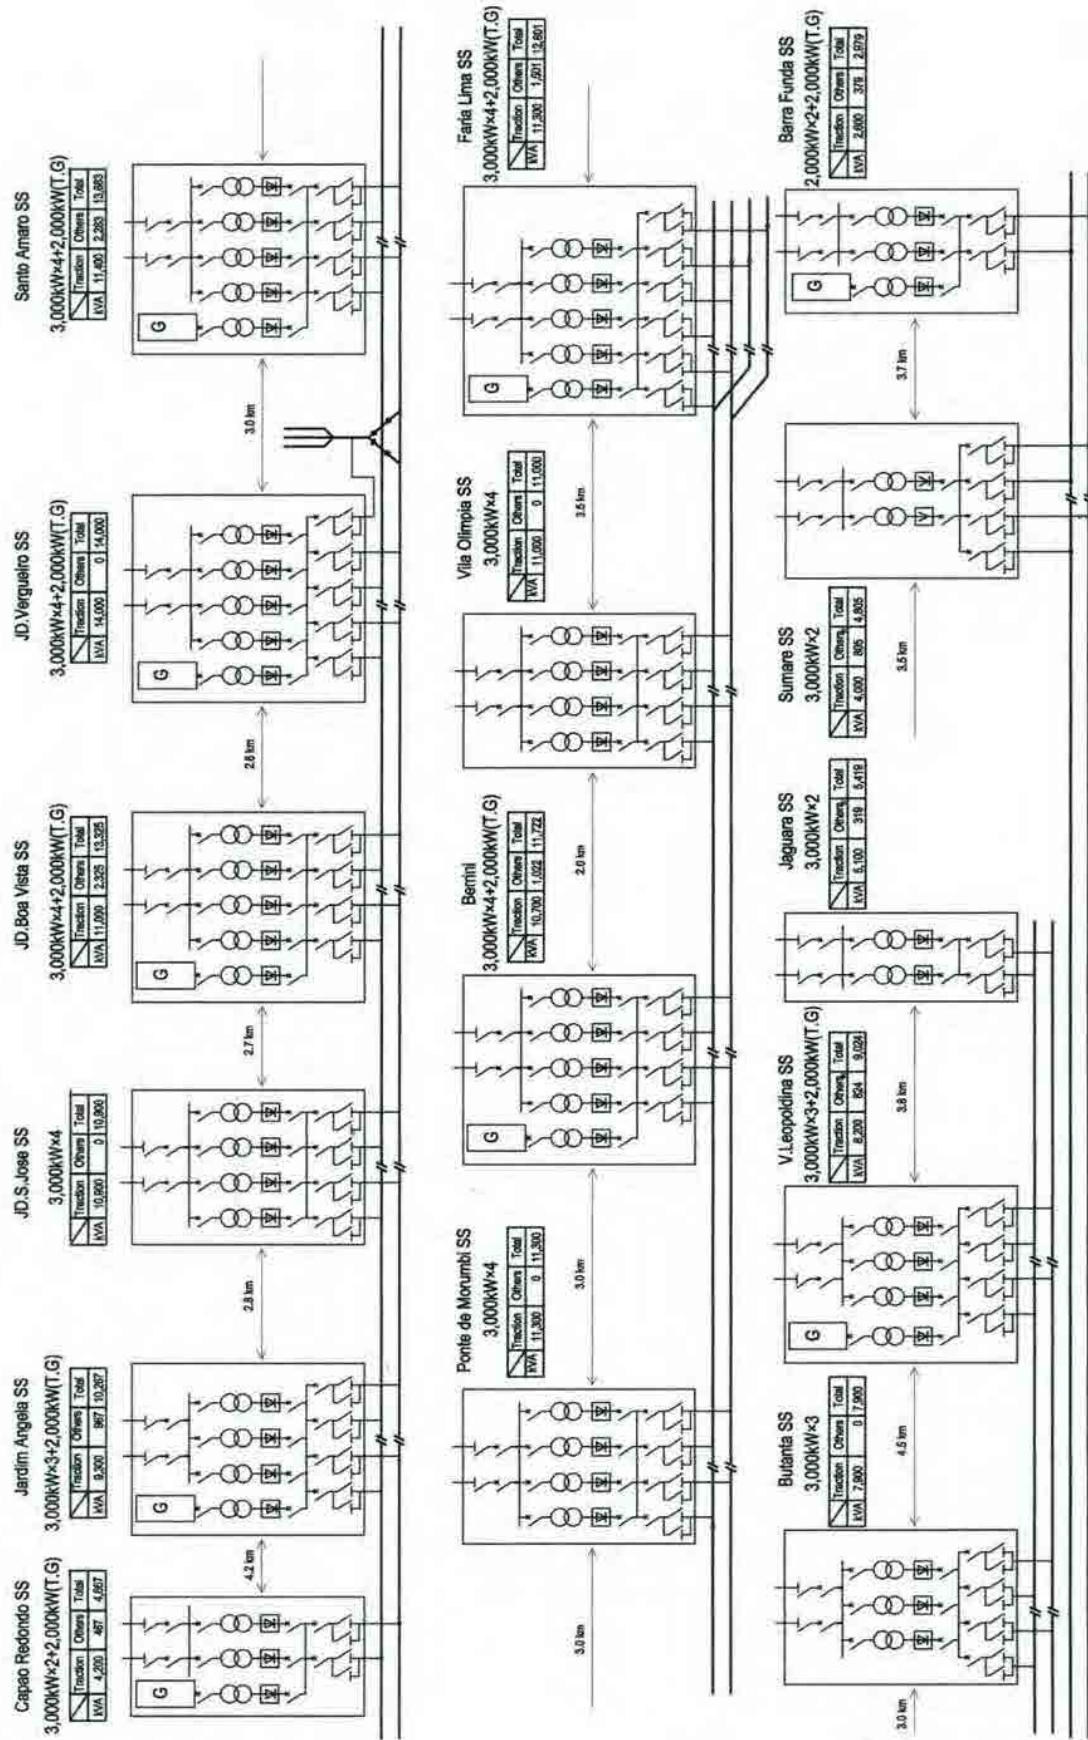 Capao Redondo SS
3,000kW×2+2,000kW(T.G)
Traction Others Total
kVA 4,200 467 4,667
G
4.2 km
Jardim Angela SS
3,000kW×3+2,000kW(T.G)
Traction Others Total
kVA 9,300 967 10,267
G
2.8 km
JD.S.Jose SS
3,000kW×4
Traction Others Total
kVA 10,900 0 10,900
2.7 km
JD.Boa Vista SS
3,000kW×4+2,000kW(T.G)
Traction Others Total
kVA 11,000 2,325 13,325
G
2.6 km
JD.Vergueiro SS
3,000kW×4+2,000kW(T.G)
Traction Others Total
kVA 14,000 0 14,000
G
3.0 km
Santo Amaro SS
3,000kW×4+2,000kW(T.G)
Traction Others Total
kVA 11,400 2,283 13,683
G
3.0 km
Ponte de Morumbi SS
3,000kW×4
Traction Others Total
kVA 11,300 0 11,300
3.0 km
Berrini
3,000kW×4+2,000kW(T.G)
Traction Others Total
kVA 10,700 1,022 11,722
G
2.0 km
Vila Olimpia SS
3,000kW×4
Traction Others Total
kVA 11,000 0 11,000
3.5 km
Faria Lima SS
3,000kW×4+2,000kW(T.G)
Traction Others Total
kVA 11,300 1,501 12,801
G
3.0 km
Butanta SS
3,000kW×3
Traction Others Total
kVA 7,900 0 7,900
4.5 km
V.Leopoldina SS
3,000kW×3+2,000kW(T.G)
Traction Others Total
kVA 8,200 824 9,024
G
3.8 km
Jaguara SS
3,000kW×2
Traction Others Total
kVA 5,100 319 5,419
3.5 km
Sumare SS
3,000kW×2
Traction Others Total
kVA 4,000 805 4,805
3.7 km
Barra Funda SS
2,000kW×2+2,000kW(T.G)
Traction Others Total
kVA 2,600 379 2,979
G